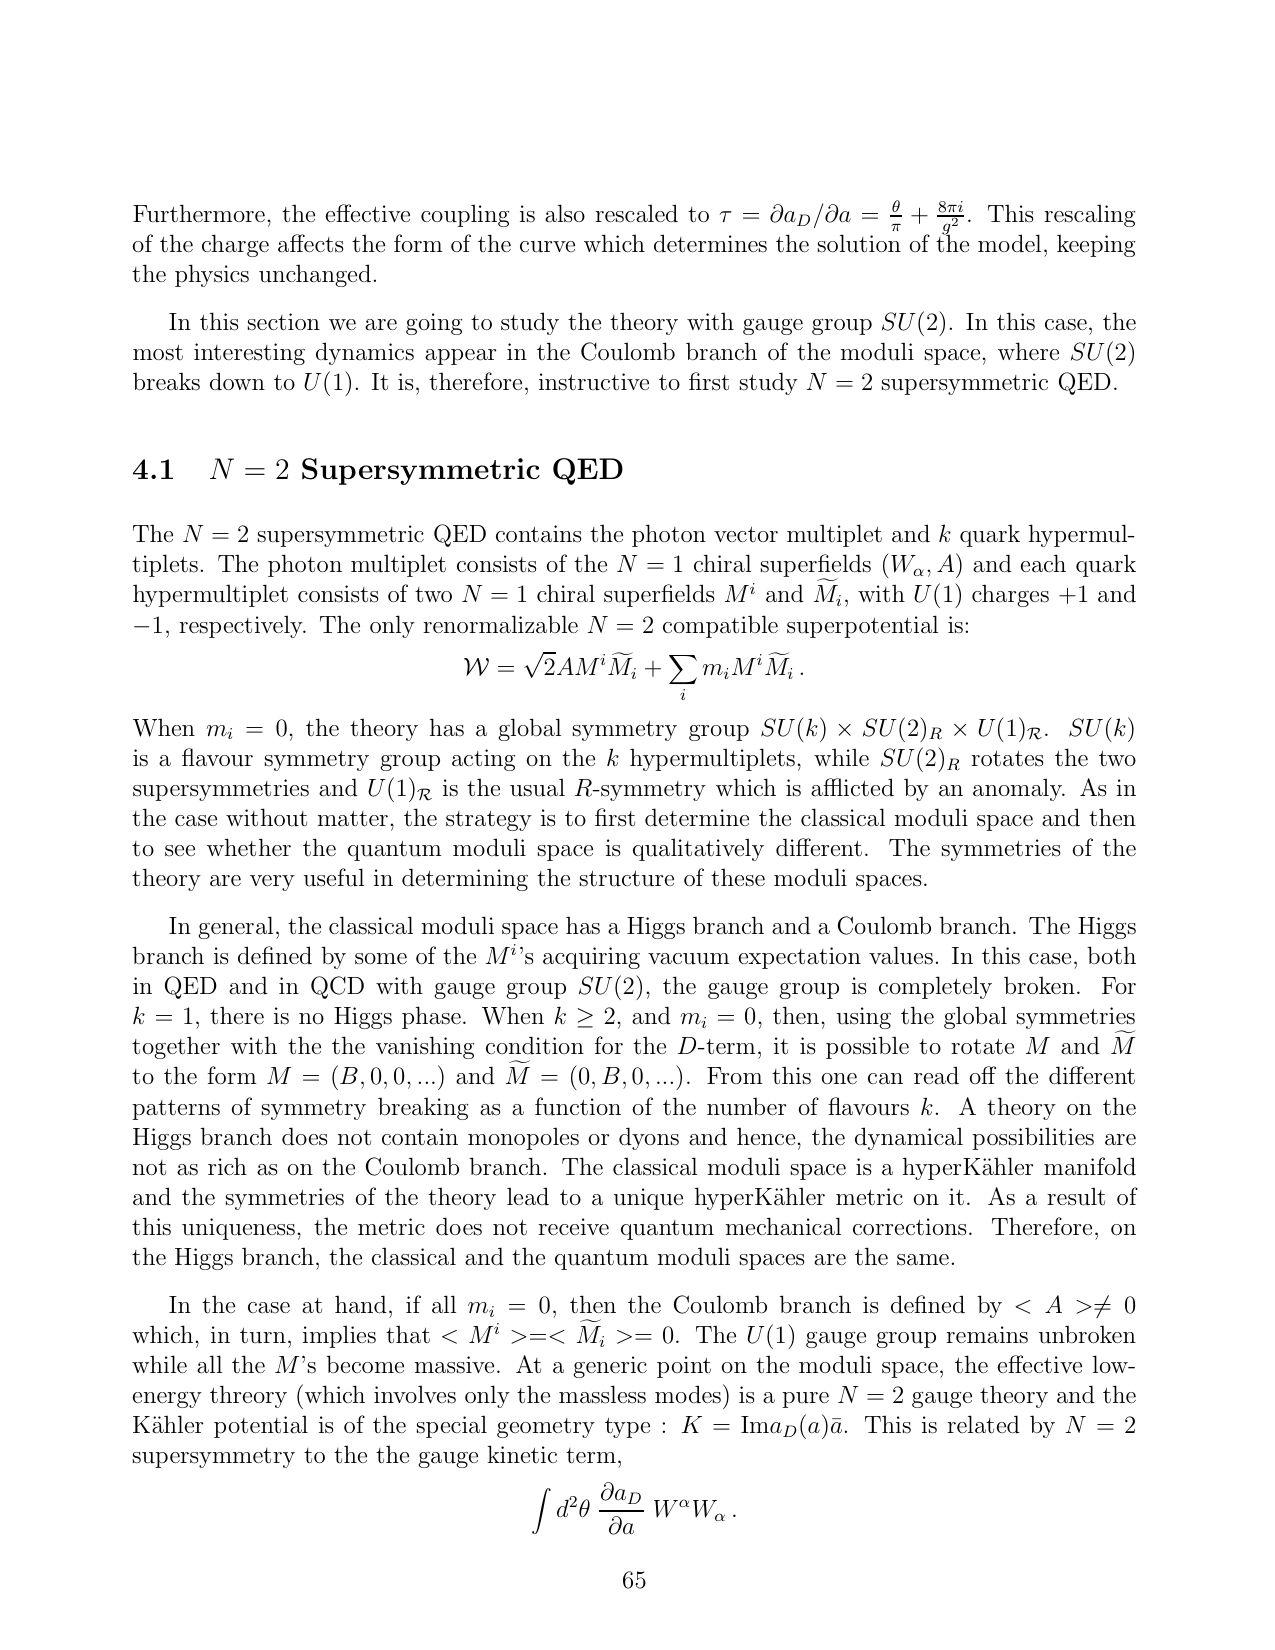 Furthermore, the effective coupling is also rescaled to τ = ∂a_D/∂a = θ/π + 8πi/g². This rescaling
of the charge affects the form of the curve which determines the solution of the model, keeping
the physics unchanged.
In this section we are going to study the theory with gauge group SU(2). In this case, the
most interesting dynamics appear in the Coulomb branch of the moduli space, where SU(2)
breaks down to U(1). It is, therefore, instructive to first study N = 2 supersymmetric QED.
4.1 N = 2 Supersymmetric QED
The N = 2 supersymmetric QED contains the photon vector multiplet and k quark hypermul-
tiplets. The photon multiplet consists of the N = 1 chiral superfields (W_α, A) and each quark
hypermultiplet consists of two N = 1 chiral superfields M^i and M̃_i, with U(1) charges +1 and
−1, respectively. The only renormalizable N = 2 compatible superpotential is:
𝒲 = √2AM^i M̃_i + ∑_i m_i M^i M̃_i .
When m_i = 0, the theory has a global symmetry group SU(k) × SU(2)_R × U(1)_ℛ. SU(k)
is a flavour symmetry group acting on the k hypermultiplets, while SU(2)_R rotates the two
supersymmetries and U(1)_ℛ is the usual R-symmetry which is afflicted by an anomaly. As in
the case without matter, the strategy is to first determine the classical moduli space and then
to see whether the quantum moduli space is qualitatively different. The symmetries of the
theory are very useful in determining the structure of these moduli spaces.
In general, the classical moduli space has a Higgs branch and a Coulomb branch. The Higgs
branch is defined by some of the M^i's acquiring vacuum expectation values. In this case, both
in QED and in QCD with gauge group SU(2), the gauge group is completely broken. For
k = 1, there is no Higgs phase. When k ≥ 2, and m_i = 0, then, using the global symmetries
together with the the vanishing condition for the D-term, it is possible to rotate M and M̃
to the form M = (B, 0, 0, ...) and M̃ = (0, B, 0, ...). From this one can read off the different
patterns of symmetry breaking as a function of the number of flavours k. A theory on the
Higgs branch does not contain monopoles or dyons and hence, the dynamical possibilities are
not as rich as on the Coulomb branch. The classical moduli space is a hyperKähler manifold
and the symmetries of the theory lead to a unique hyperKähler metric on it. As a result of
this uniqueness, the metric does not receive quantum mechanical corrections. Therefore, on
the Higgs branch, the classical and the quantum moduli spaces are the same.
In the case at hand, if all m_i = 0, then the Coulomb branch is defined by < A >≠ 0
which, in turn, implies that < M^i >=< M̃_i >= 0. The U(1) gauge group remains unbroken
while all the M's become massive. At a generic point on the moduli space, the effective low-
energy threory (which involves only the massless modes) is a pure N = 2 gauge theory and the
Kähler potential is of the special geometry type : K = Ima_D(a)ā. This is related by N = 2
supersymmetry to the the gauge kinetic term,
∫ d²θ ∂a_D/∂a W^α W_α .
65